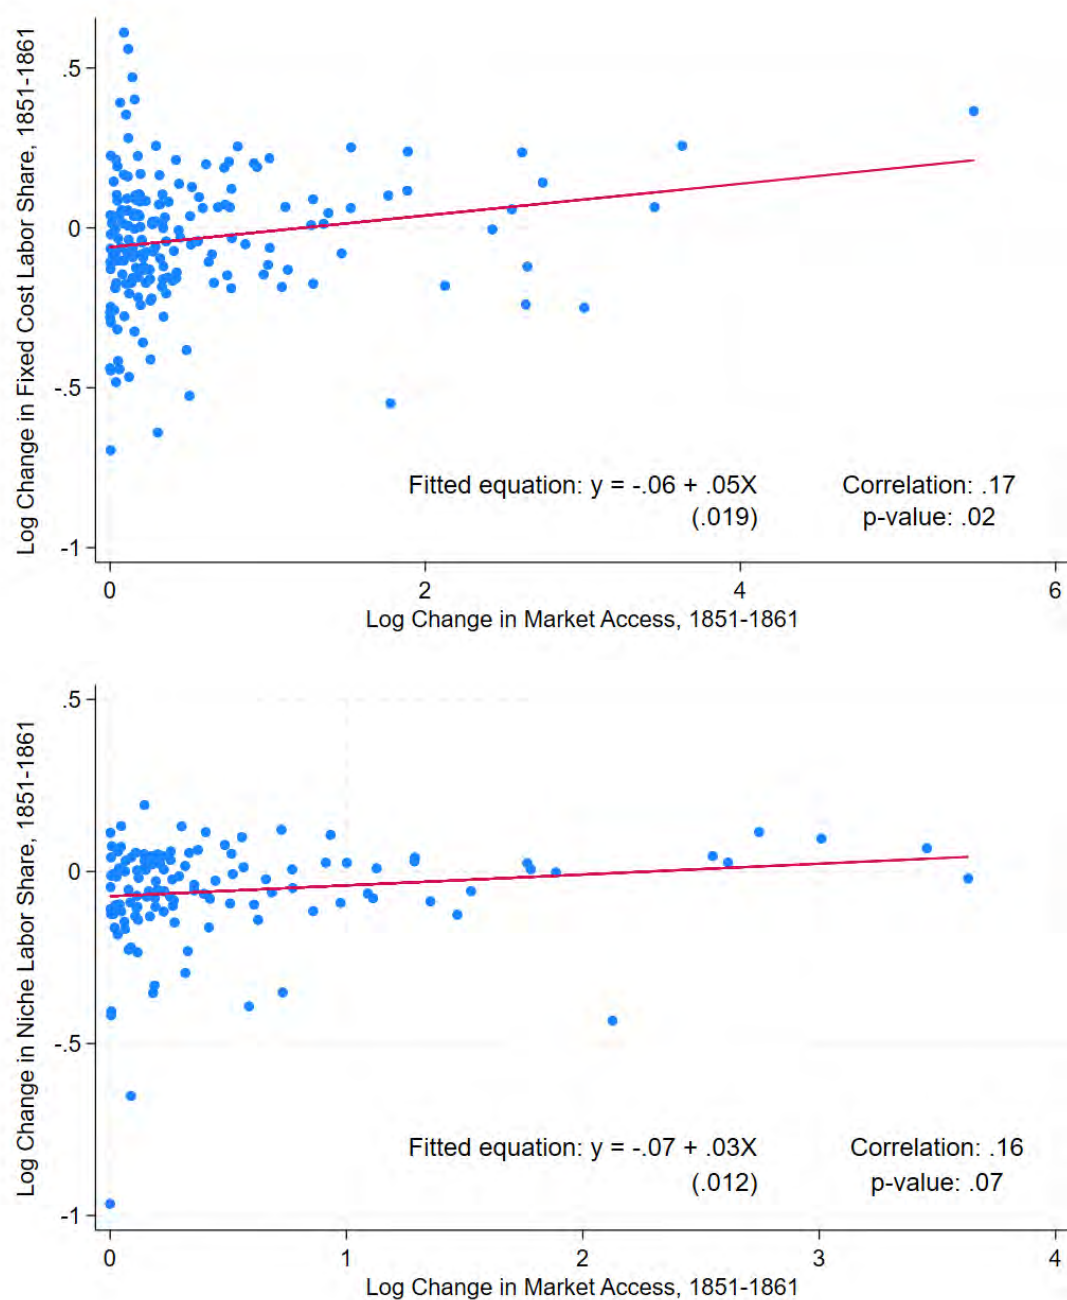 Log Change in Fixed Cost Labor Share, 1851-1861
.5
0
-.5
-1
Fitted equation: y = -.06 + .05X
(.019)
Correlation: .17
p-value: .02
0
2
4
6
Log Change in Market Access, 1851-1861
Log Change in Niche Labor Share, 1851-1861
.5
0
-.5
-1
Fitted equation: y = -.07 + .03X
(.012)
Correlation: .16
p-value: .07
0
1
2
3
4
Log Change in Market Access, 1851-1861